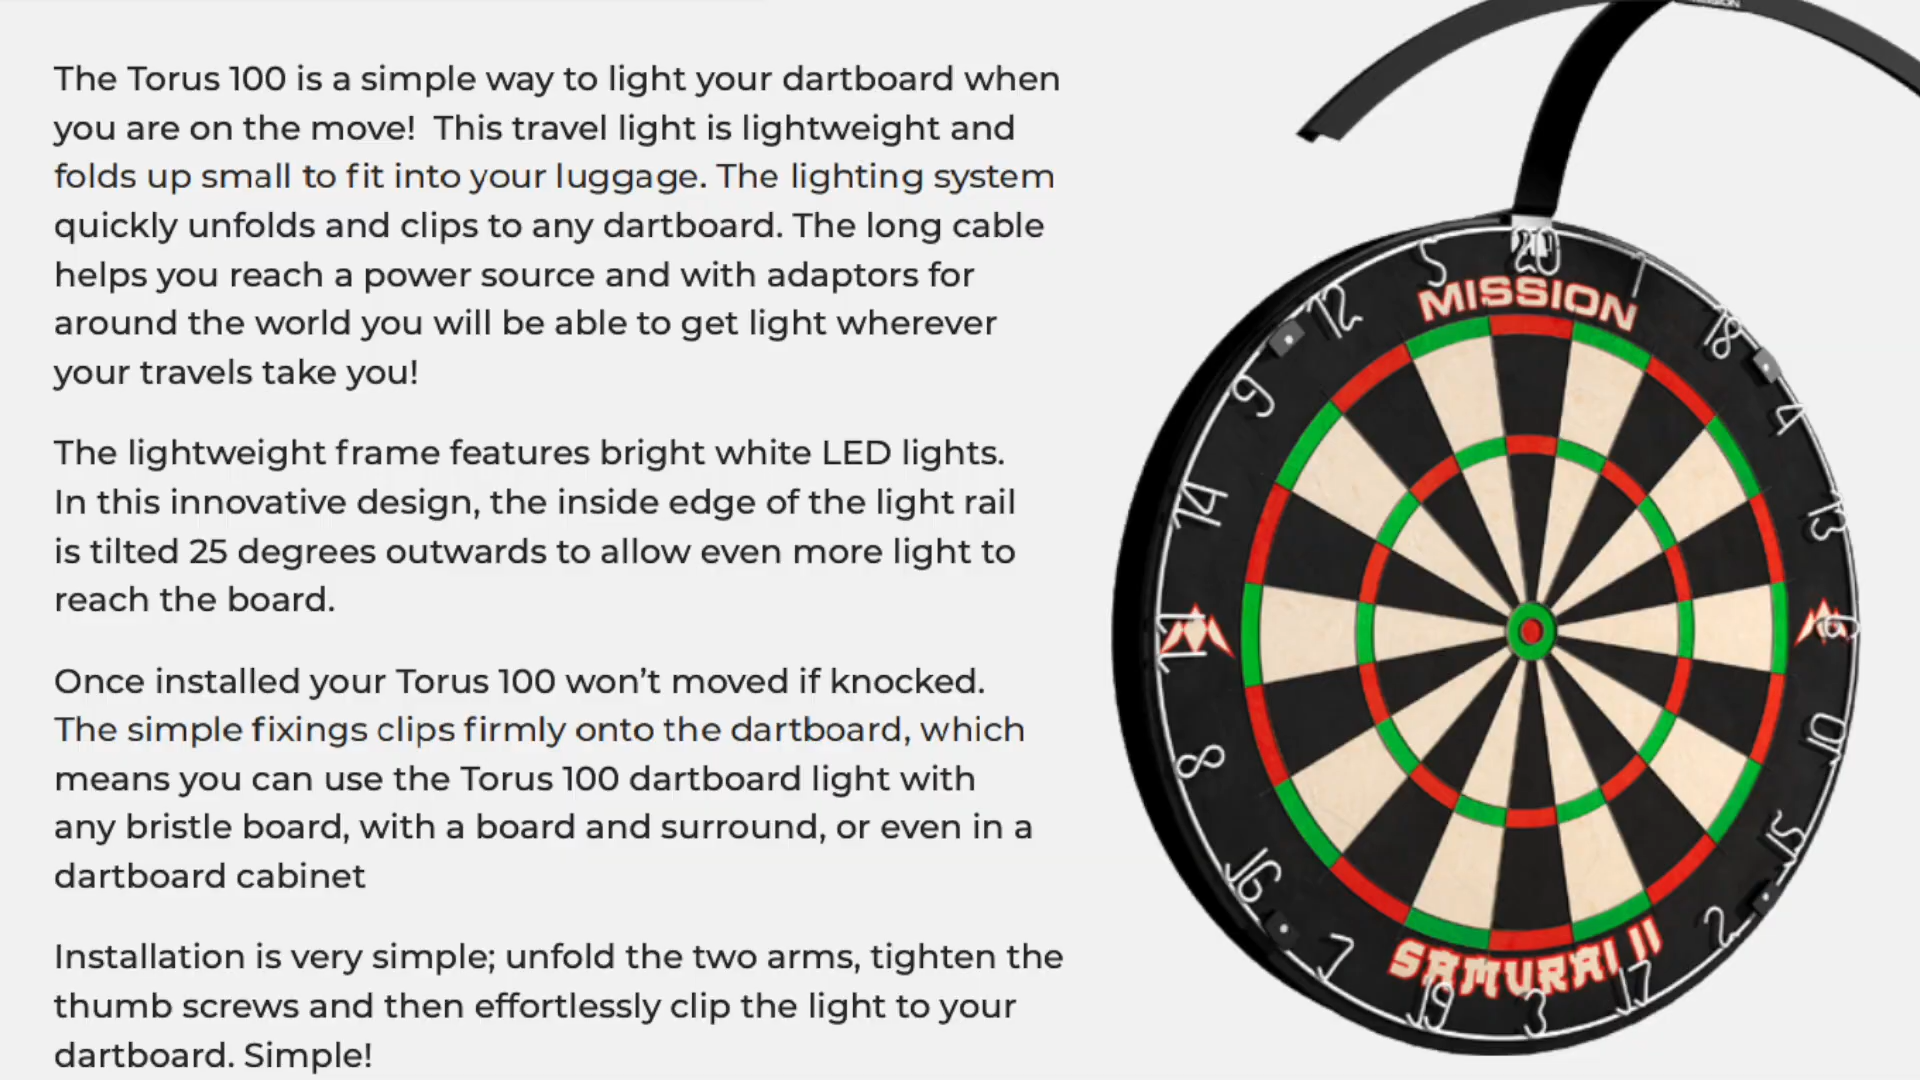 The Torus 100 is a simple way to light your dartboard when
you are on the move!  This travel light is lightweight and
folds up small to fit into your luggage. The lighting system
quickly unfolds and clips to any dartboard. The long cable
helps you reach a power source and with adaptors for
around the world you will be able to get light wherever
your travels take you!
The lightweight frame features bright white LED lights.
In this innovative design, the inside edge of the light rail
is tilted 25 degrees outwards to allow even more light to
reach the board.
Once installed your Torus 100 won’t moved if knocked.
The simple fixings clips firmly onto the dartboard, which
means you can use the Torus 100 dartboard light with
any bristle board, with a board and surround, or even in a
dartboard cabinet
Installation is very simple; unfold the two arms, tighten the
thumb screws and then effortlessly clip the light to your
dartboard. Simple!
MISSION
20
1
18
4
13
6
10
15
2
17
3
19
7
16
8
11
14
9
12
5
MISSION
SAMURAI II